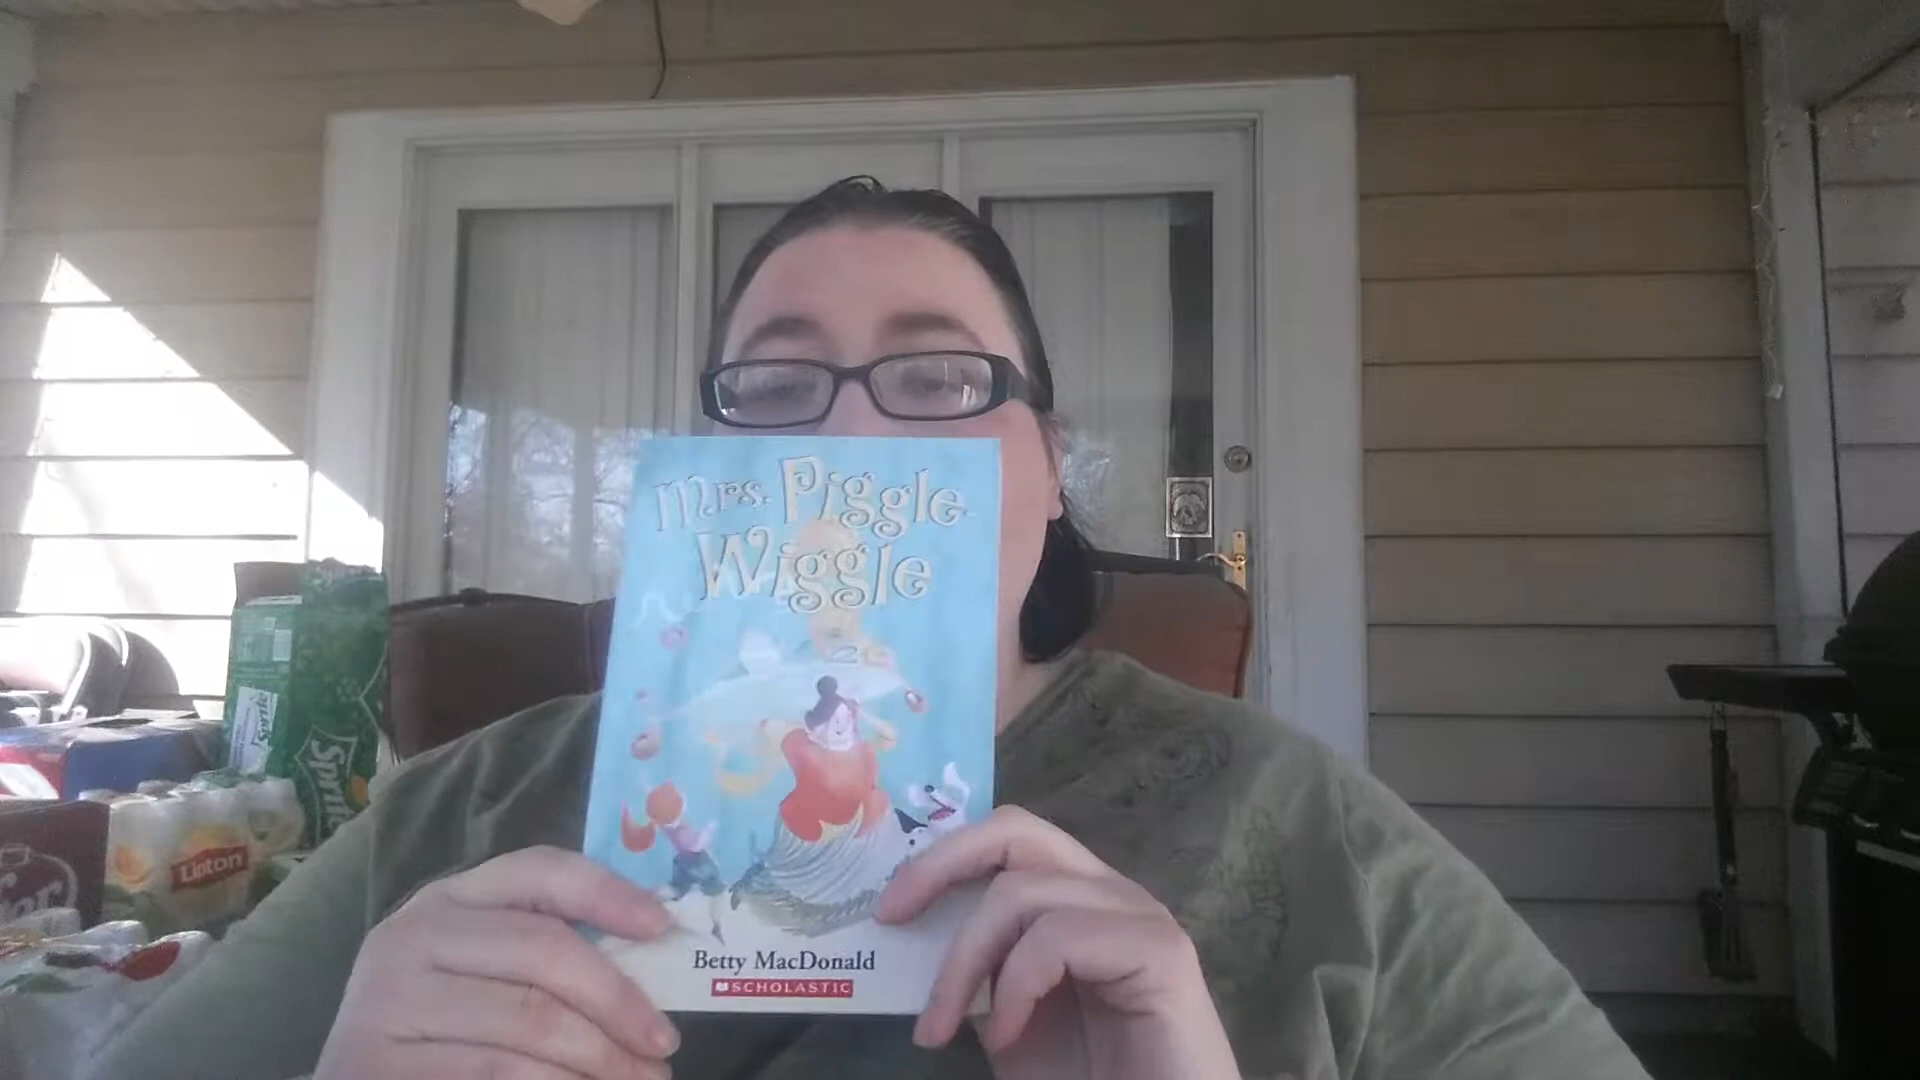 Mrs. Piggle-
Wiggle
Betty MacDonald
SCHOLASTIC
Sprite
Sprite
Lipton